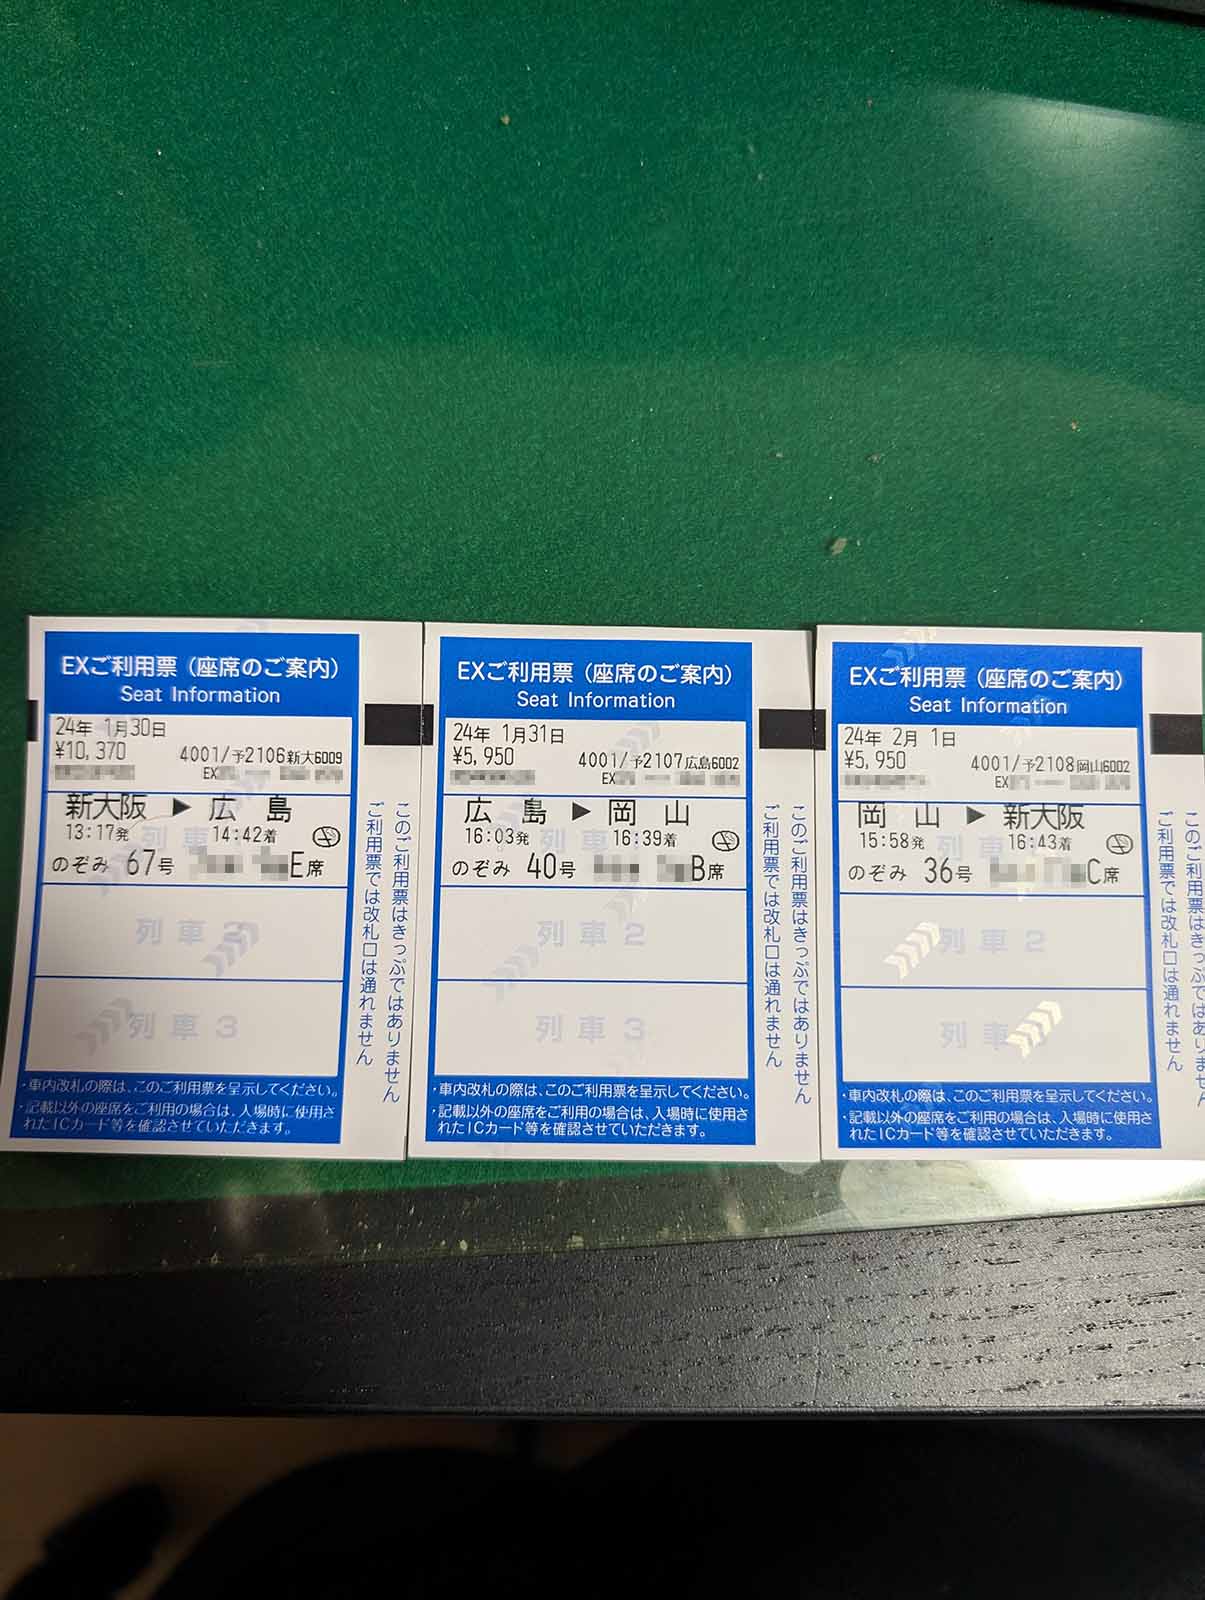 EXご利用票（座席のご案内）
Seat Information
24年 1月30日
¥10,370
4001/予2106新大6009
EX
新大阪 ▶ 広島
13:17発 14:42着
のぞみ 67号 E席
列車2
列車3
・車内改札の際は、このご利用票を呈示してください。
・記載以外の座席をご利用の場合は、入場時に使用さ
れたICカード等を確認させていただきます。
このご利用票はきっぷではありません
ご利用票では改札口は通れません
EXご利用票（座席のご案内）
Seat Information
24年 1月31日
¥5,950
4001/予2107広島6002
EX
広島 ▶ 岡山
16:03発 16:39着
のぞみ 40号 B席
列車2
列車3
・車内改札の際は、このご利用票を呈示してください。
・記載以外の座席をご利用の場合は、入場時に使用さ
れたICカード等を確認させていただきます。
このご利用票はきっぷではありません
ご利用票では改札口は通れません
EXご利用票（座席のご案内）
Seat Information
24年 2月 1日
¥5,950
4001/予2108岡山6002
EX
岡山 ▶ 新大阪
15:58発 16:43着
のぞみ 36号 C席
列車2
列車
・車内改札の際は、このご利用票を呈示してください。
・記載以外の座席をご利用の場合は、入場時に使用さ
れたICカード等を確認させていただきます。
このご利用票はきっぷではありません
ご利用票では改札口は通れません